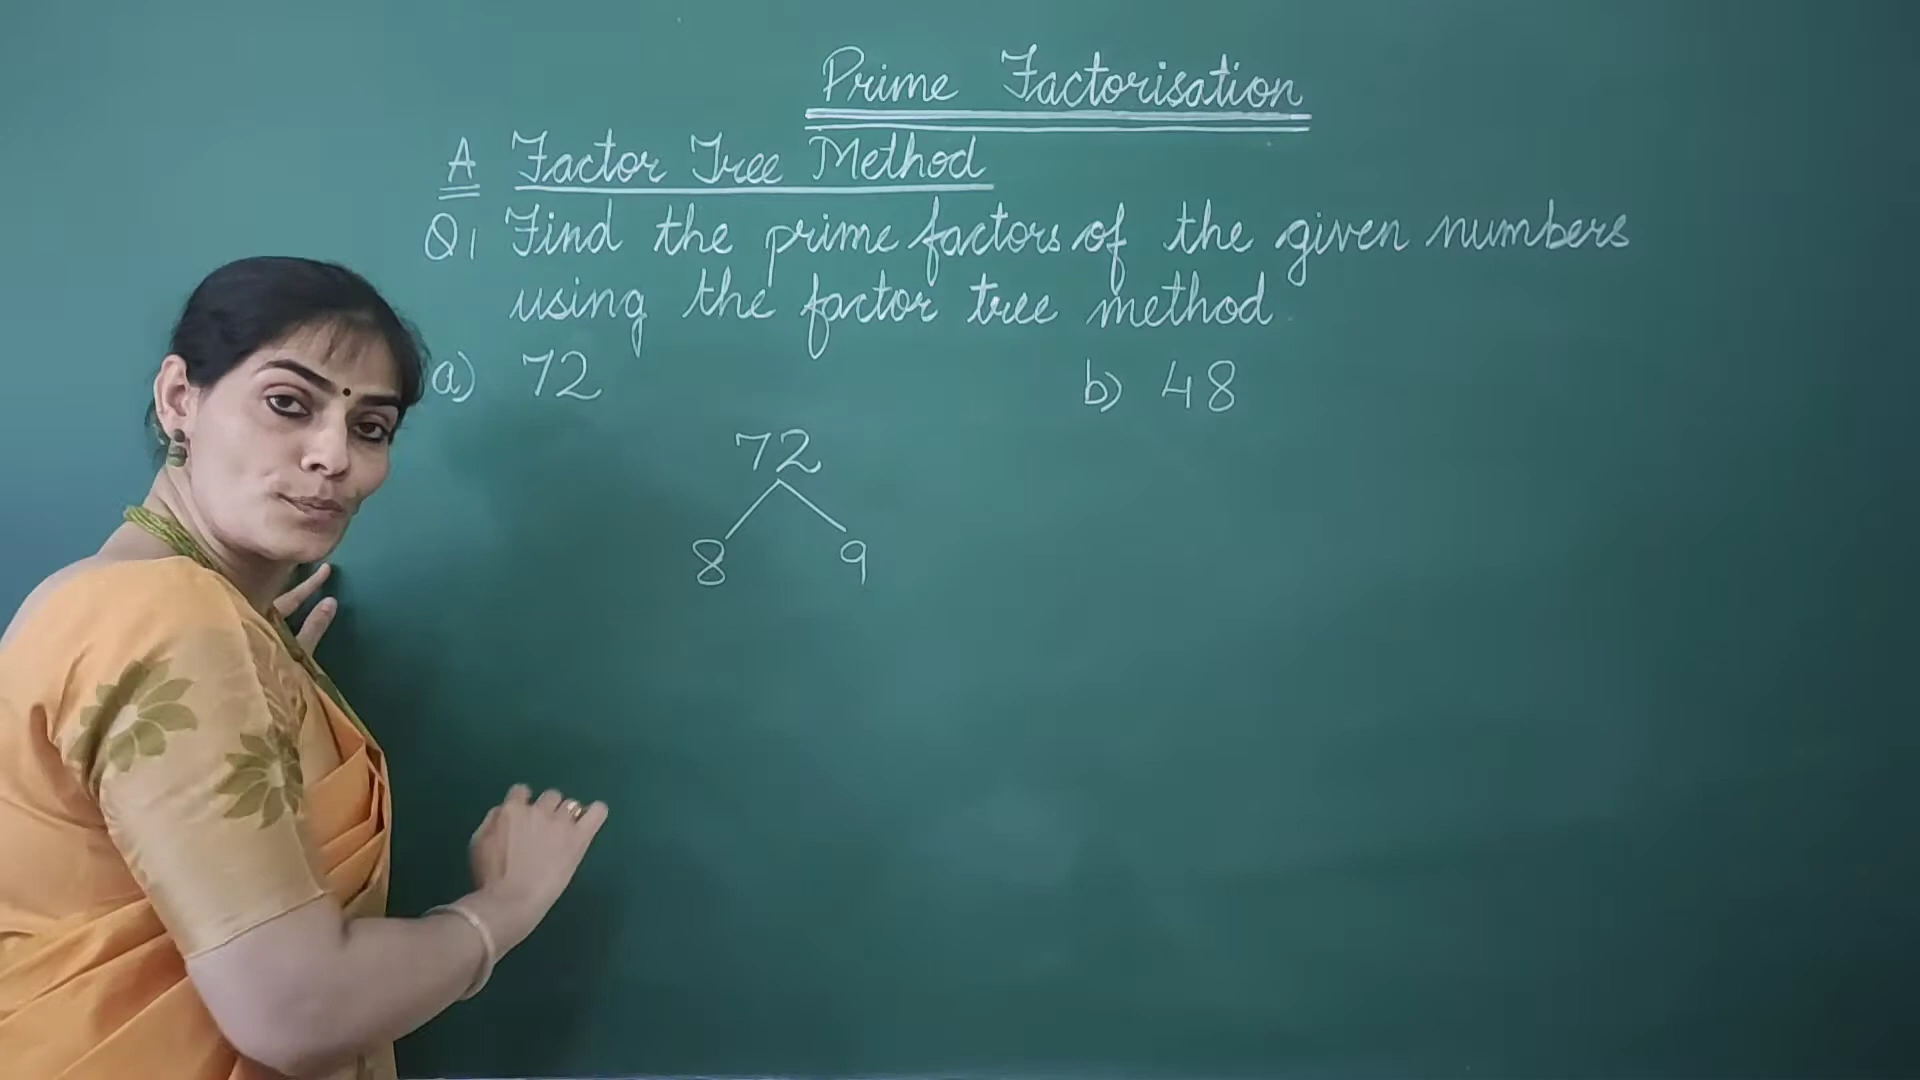 Prime Factorisation
A Factor Tree Method
Q1 Find the prime factors of the given numbers
using the factor tree method
a) 72 b) 48
72
8 9